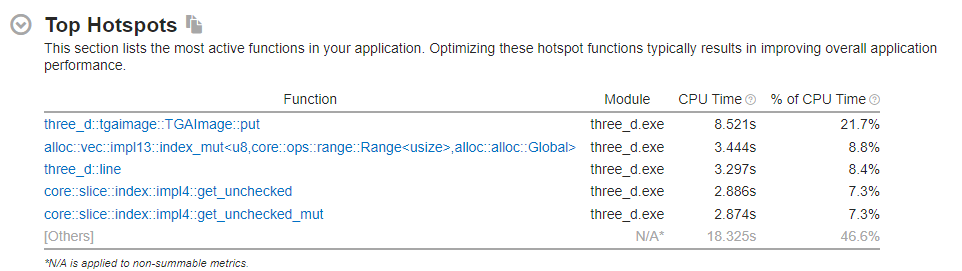 Top Hotspots
This section lists the most active functions in your application. Optimizing these hotspot functions typically results in improving overall application
performance.
Function Module CPU Time % of CPU Time
three_d::tgaimage::TGAImage::put three_d.exe 8.521s 21.7%
alloc::vec::impl13::index_mut<u8,core::ops::range::Range<usize>,alloc::alloc::Global> three_d.exe 3.444s 8.8%
three_d::line three_d.exe 3.297s 8.4%
core::slice::index::impl4::get_unchecked three_d.exe 2.886s 7.3%
core::slice::index::impl4::get_unchecked_mut three_d.exe 2.874s 7.3%
[Others] N/A* 18.325s 46.6%
*N/A is applied to non-summable metrics.